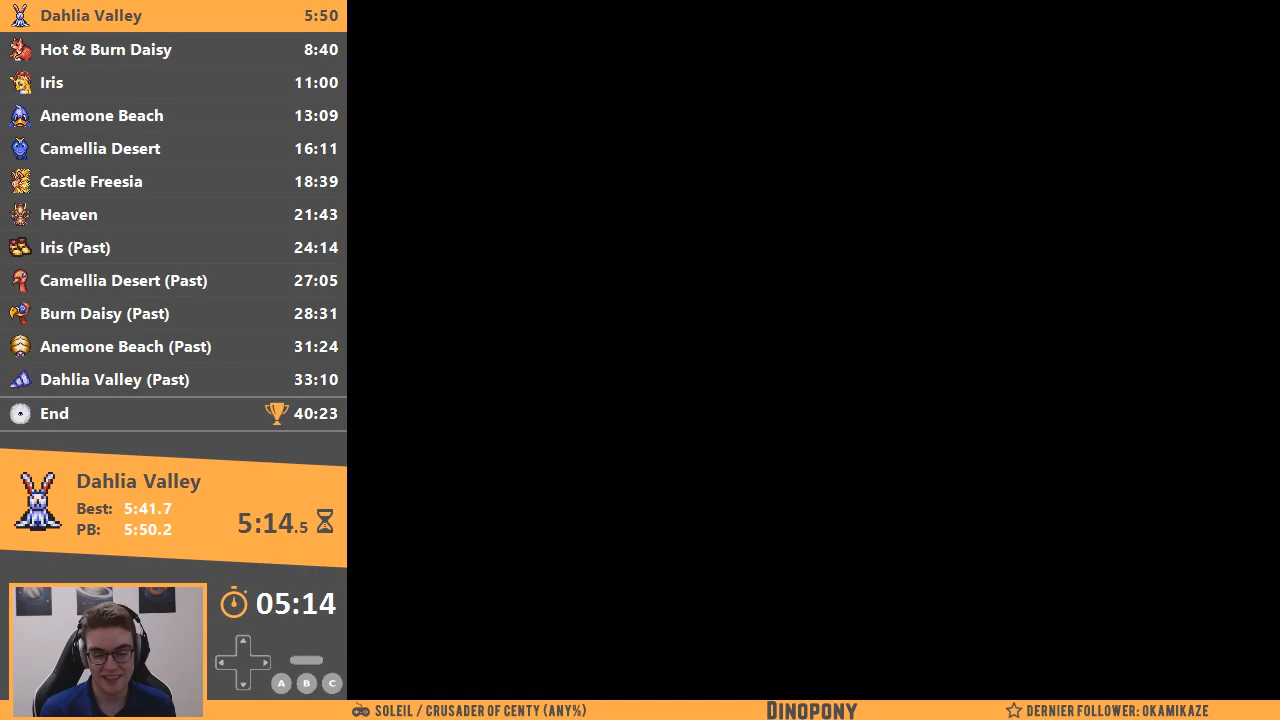 Dahlia Valley 5:50
Hot & Burn Daisy 8:40
Iris 11:00
Anemone Beach 13:09
Camellia Desert 16:11
Castle Freesia 18:39
Heaven 21:43
Iris (Past) 24:14
Camellia Desert (Past) 27:05
Burn Daisy (Past) 28:31
Anemone Beach (Past) 31:24
Dahlia Valley (Past) 33:10
End 40:23
Dahlia Valley
Best: 5:41.7
PB: 5:50.2
5:14.5
05:14
A B C
SOLEIL / CRUSADER OF CENTY (ANY%) DINOPONY DERNIER FOLLOWER: OKAMIKAZE